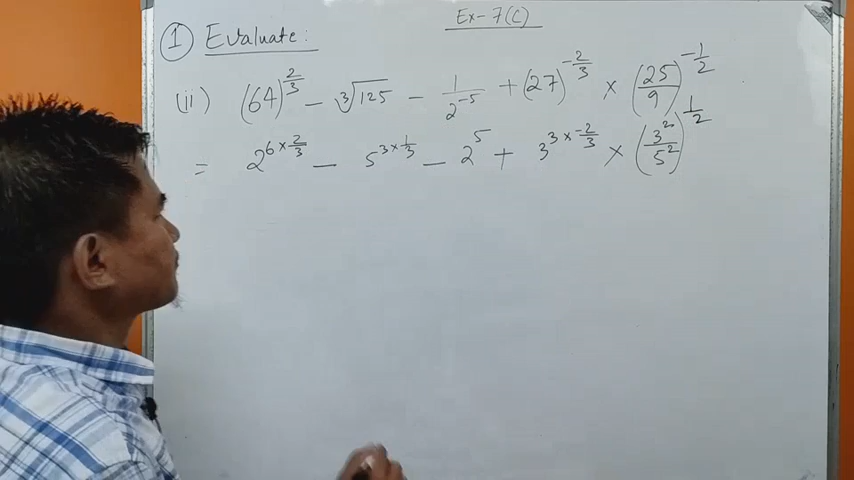 Ex-7(C)
① Evaluate:
(ii) (64)^{2/3} - ∛125 - 1/2^{-5} + (27)^{-2/3} × (25/9)^{-1/2}
= 2^{6×2/3} - 5^{3×1/3} - 2^5 + 3^{3×-2/3} × (3^2/5^2)^{1/2}